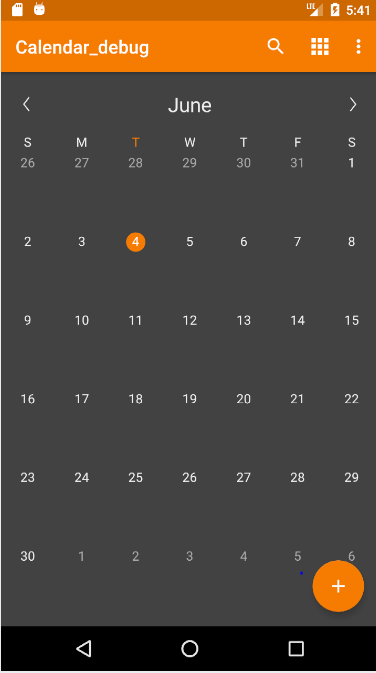 LTE 5:41
Calendar_debug
June
S M T W T F S
26 27 28 29 30 31 1
2 3 4 5 6 7 8
9 10 11 12 13 14 15
16 17 18 19 20 21 22
23 24 25 26 27 28 29
30 1 2 3 4 5 6
+